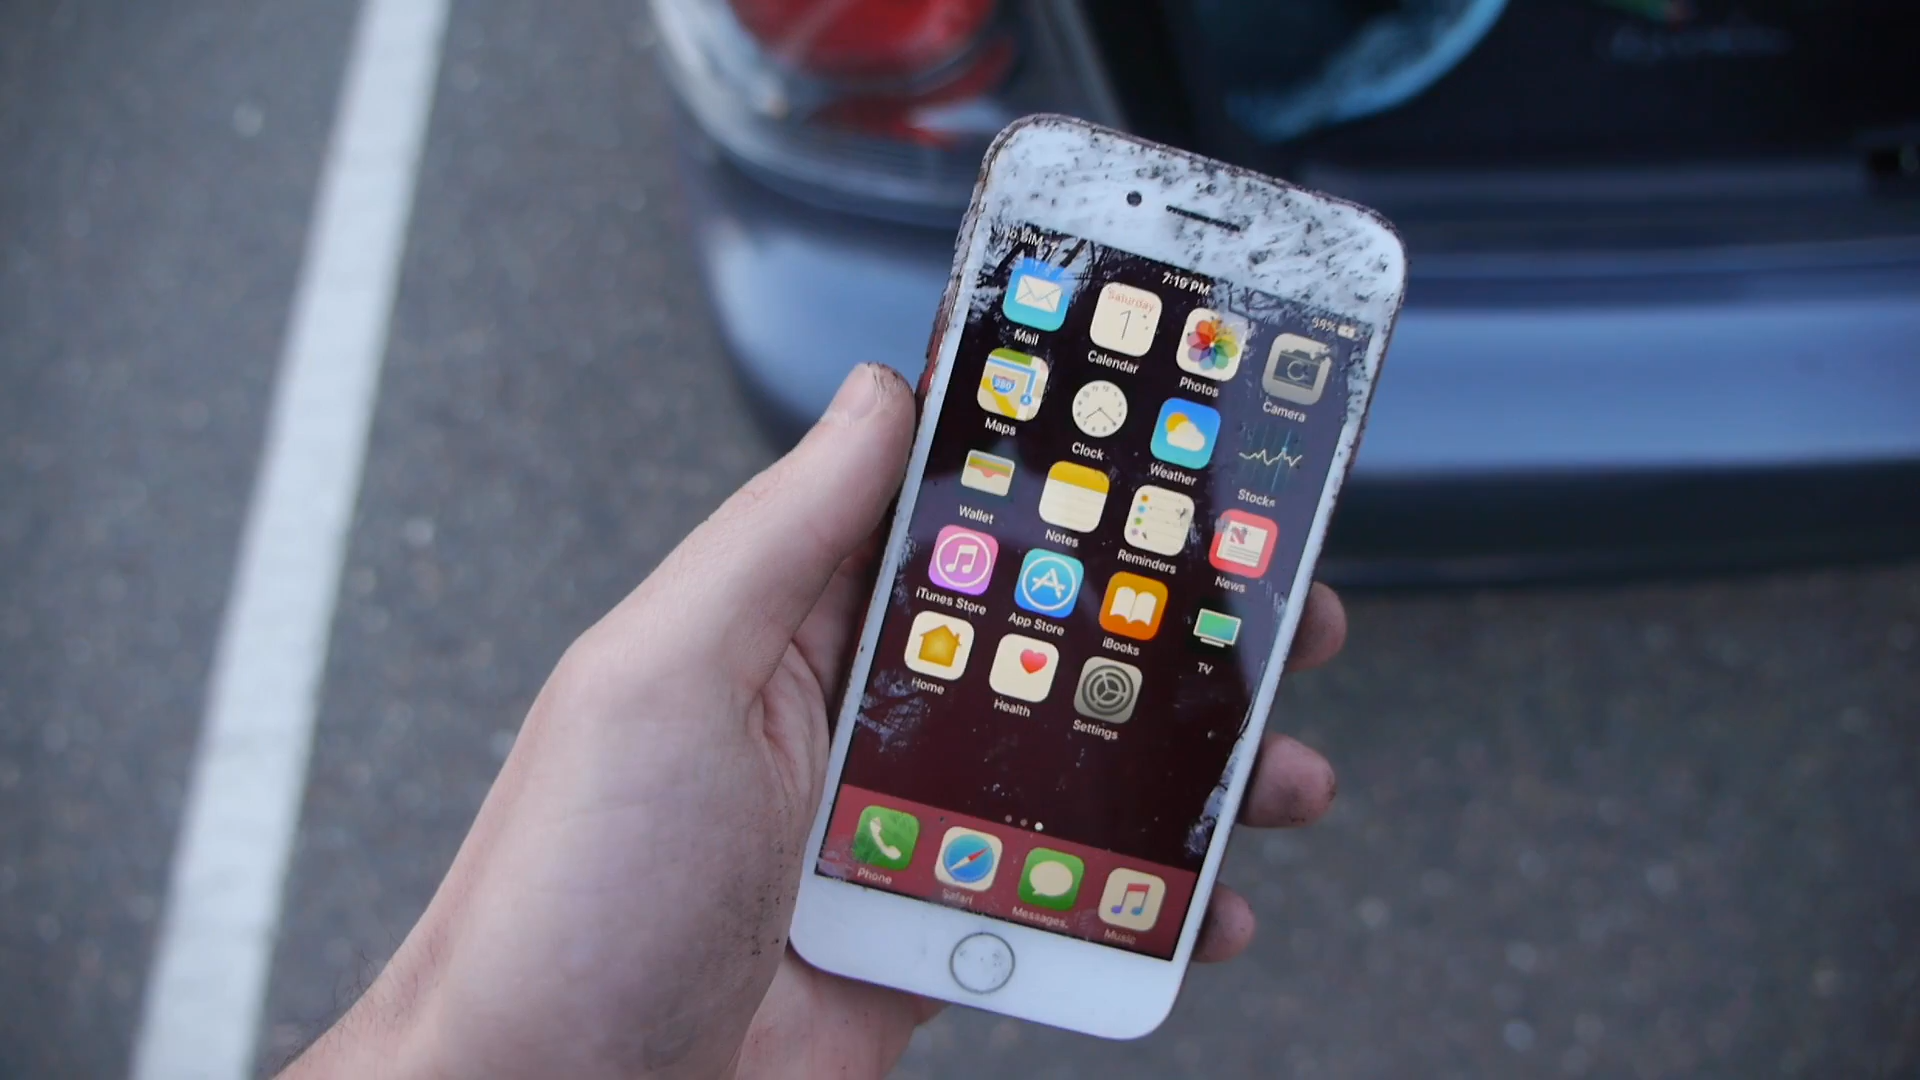 7:19 PM
Mail
Saturday
1
Calendar
Photos
Camera
Maps
280
Clock
Weather
Stocks
Wallet
Notes
Reminders
News
iTunes Store
App Store
iBooks
TV
Home
Health
Settings
Phone
Safari
Messages
Music